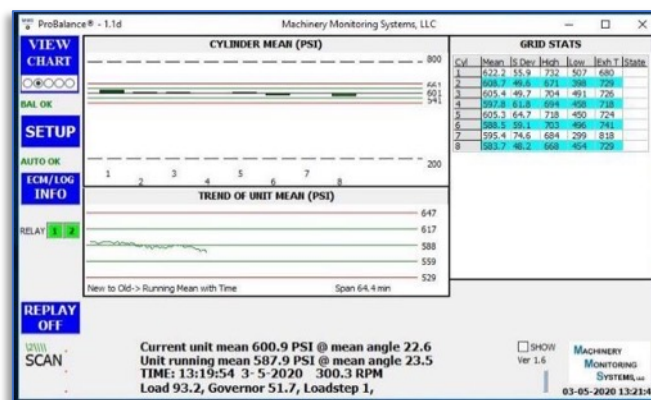 ProBalance® - 1.1d
Machinery Monitoring Systems, LLC
VIEW
CHART
BAL OK
SETUP
AUTO OK
ECM/LOG
INFO
RELAY 1 2
REPLAY
OFF
SCAN
CYLINDER MEAN (PSI)
800
661
601
541
200
1 2 3 4 5 6 7 8
TREND OF UNIT MEAN (PSI)
647
617
588
559
529
New to Old-> Running Mean with Time Span 64.4 min
GRID STATS
Cyl Mean S Dev High Low Exh T State
1 622.2 55.9 732 507 680
2 608.7 49.6 671 398 729
3 605.4 49.7 704 491 726
4 597.8 61.8 694 458 718
5 605.3 64.7 718 450 724
6 588.5 59.1 703 496 741
7 595.4 74.6 684 299 818
8 583.7 48.2 668 454 729
Current unit mean 600.9 PSI @ mean angle 22.6
Unit running mean 587.9 PSI @ mean angle 23.5
TIME: 13:19:54 3- 5-2020 300.3 RPM
Load 93.2, Governor 51.7, Loadstep 1,
SHOW
Ver 1.6
MACHINERY
MONITORING
SYSTEMS, LLC
03-05-2020 13:21:4